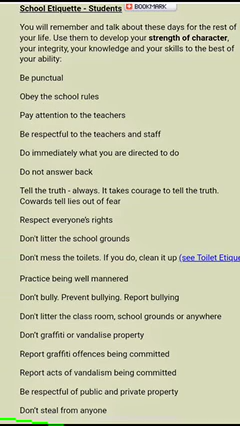 School Etiquette - Students BOOKMARK
You will remember and talk about these days for the rest of
your life. Use them to develop your strength of character,
your integrity, your knowledge and your skills to the best of
your ability:
Be punctual
Obey the school rules
Pay attention to the teachers
Be respectful to the teachers and staff
Do immediately what you are directed to do
Do not answer back
Tell the truth - always. It takes courage to tell the truth.
Cowards tell lies out of fear
Respect everyone's rights
Don't litter the school grounds
Don't mess the toilets. If you do, clean it up (see Toilet Etique
Practice being well mannered
Don't bully. Prevent bullying. Report bullying
Don't litter the class room, school grounds or anywhere
Don't graffiti or vandalise property
Report graffiti offences being committed
Report acts of vandalism being committed
Be respectful of public and private property
Don't steal from anyone